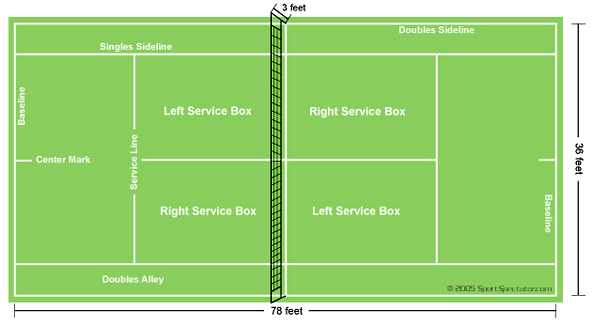 3 feet
Doubles Sideline
Singles Sideline
Baseline
Left Service Box
Right Service Box
Center Mark
Service Line
36 feet
Right Service Box
Left Service Box
Baseline
Doubles Alley
© 2005 SportSpectator.com
78 feet